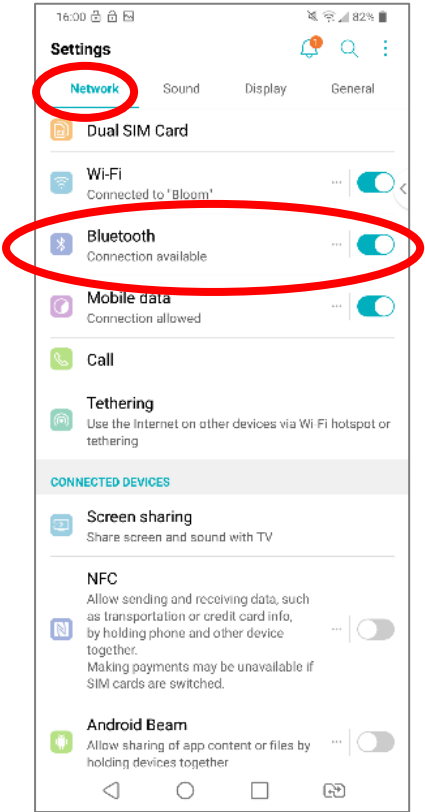 16:00 82%
Settings
Network Sound Display General
Dual SIM Card
Wi-Fi
Connected to "Bloom"
Bluetooth
Connection available
Mobile data
Connection allowed
Call
Tethering
Use the Internet on other devices via Wi-Fi hotspot or
tethering
CONNECTED DEVICES
Screen sharing
Share screen and sound with TV
NFC
Allow sending and receiving data, such
as transportation or credit card info,
by holding phone and other device
together.
Making payments may be unavailable if
SIM cards are switched.
Android Beam
Allow sharing of app content or files by
holding devices together